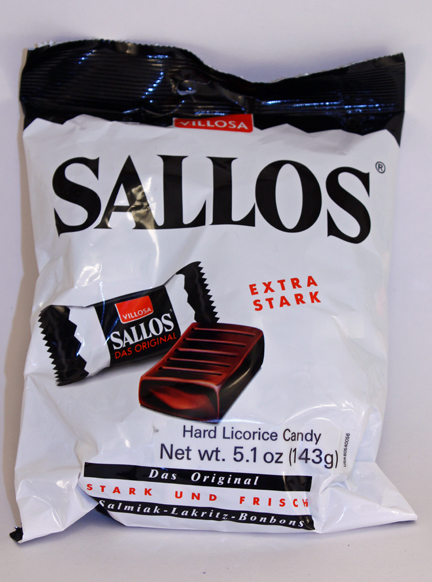 VILLOSA
SALLOS®
EXTRA
STARK
VILLOSA
SALLOS
DAS ORIGINAL
Hard Licorice Candy
Net wt. 5.1 oz (143g)
Das Original
STARK UND FRISCH
Salmiak-Lakritz-Bonbons